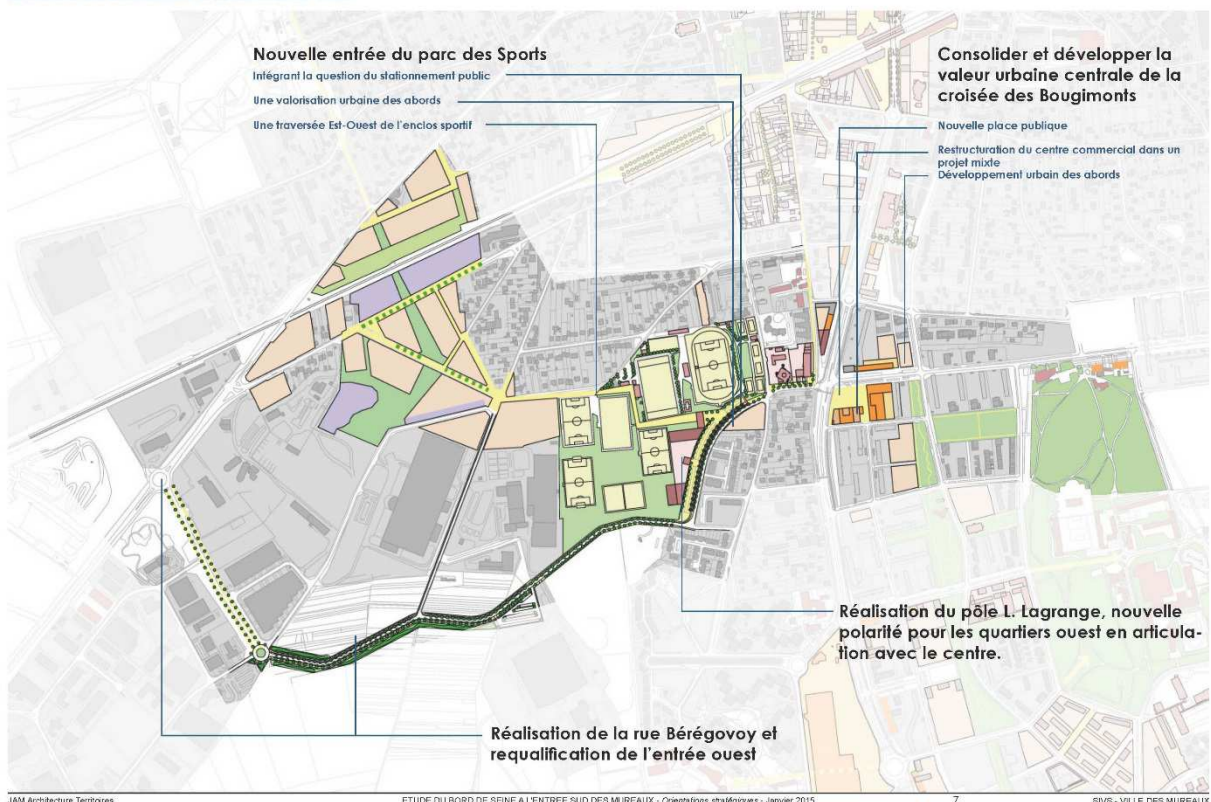 Nouvelle entrée du parc des Sports
Intégrant la question du stationnement public
Une valorisation urbaine des abords
Une traversée Est-Ouest de l'enclos sportif
Consolider et développer la
valeur urbaine centrale de la
croisée des Bougimonts
Nouvelle place publique
Restructuration du centre commercial dans un
projet mixte
Développement urbain des abords
Réalisation du pôle L. Lagrange, nouvelle
polarité pour les quartiers ouest en articula-
tion avec le centre.
Réalisation de la rue Bérégovoy et
requalification de l'entrée ouest
JAM Architecture Territoires
ETUDE DU BORD DE SEINE A L'ENTREE SUD DES MUREAUX - Orientations stratégiques - Janvier 2015
7
SIVS - VILLE DES MUREAUX